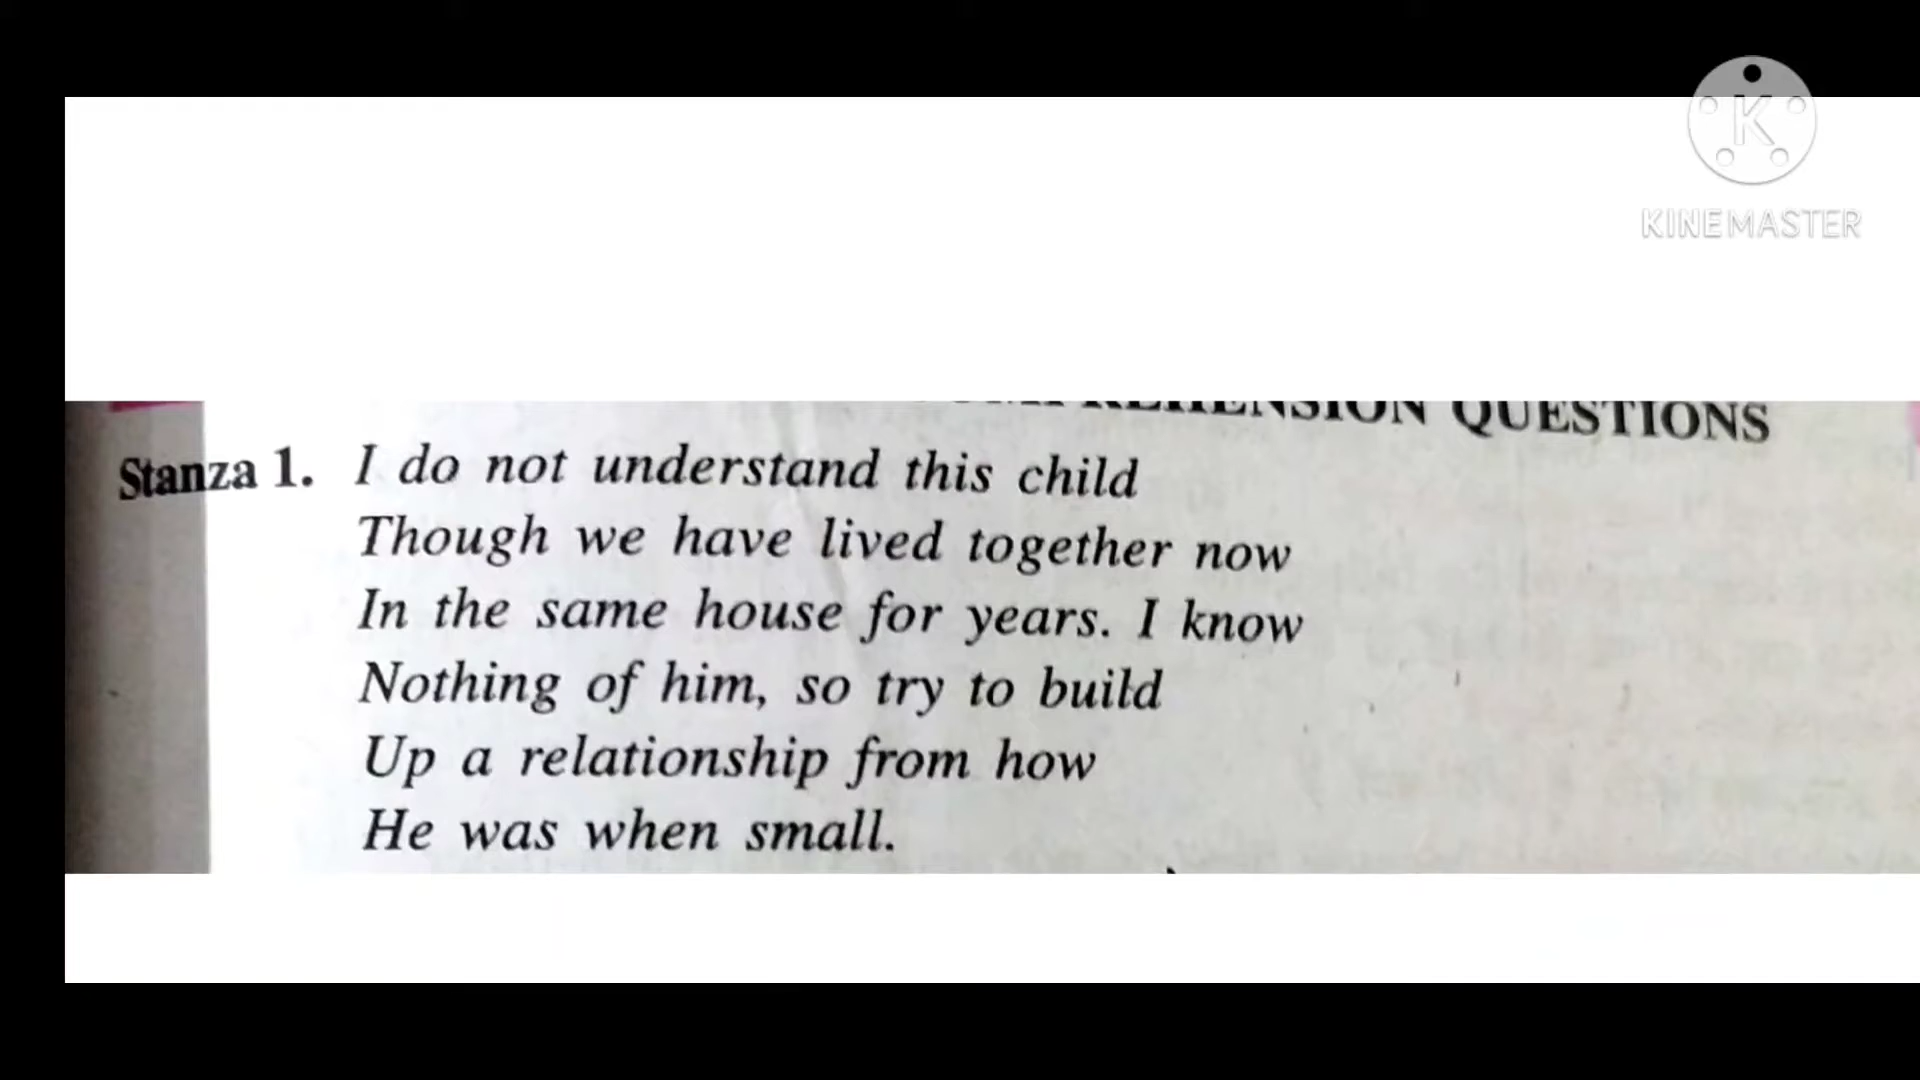 KINEMASTER
QUESTIONS
Stanza 1. I do not understand this child
Though we have lived together now
In the same house for years. I know
Nothing of him, so try to build
Up a relationship from how
He was when small.